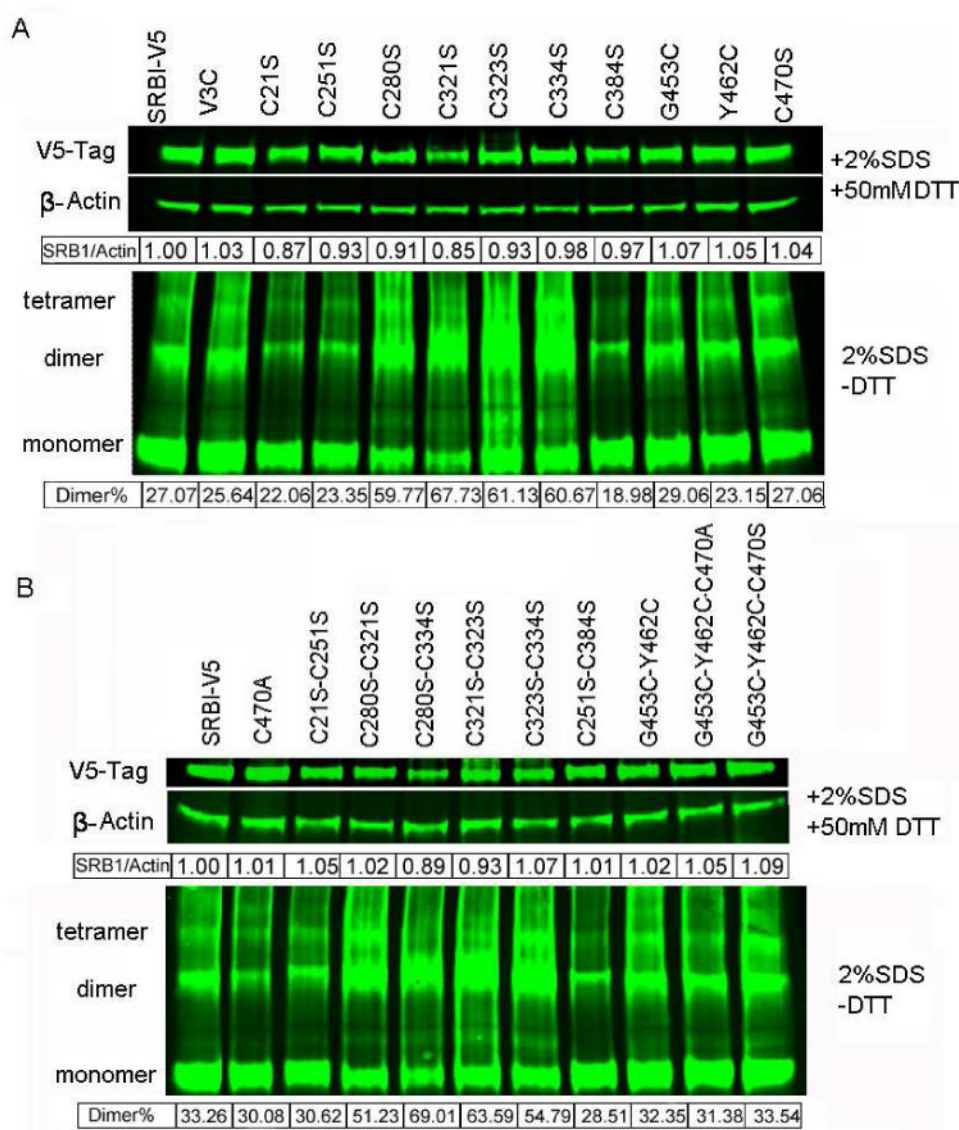 A
SRBI-V5 V3C C21S C251S C280S C321S C323S C334S C384S G453C Y462C C470S
V5-Tag
+2%SDS
β-Actin
+50mMDTT
SRB1/Actin 1.00 1.03 0.87 0.93 0.91 0.85 0.93 0.98 0.97 1.07 1.05 1.04
tetramer
dimer
2%SDS
-DTT
monomer
Dimer% 27.07 25.64 22.06 23.35 59.77 67.73 61.13 60.67 18.98 29.06 23.15 27.06
B
SRBI-V5 C470A C21S-C251S C280S-C321S C280S-C334S C321S-C323S C323S-C334S C251S-C384S G453C-Y462C G453C-Y462C-C470A G453C-Y462C-C470S
V5-Tag
+2%SDS
β-Actin
+50mM DTT
SRB1/Actin 1.00 1.01 1.05 1.02 0.89 0.93 1.07 1.01 1.02 1.05 1.09
tetramer
dimer
2%SDS
-DTT
monomer
Dimer% 33.26 30.08 30.62 51.23 69.01 63.59 54.79 28.51 32.35 31.38 33.54